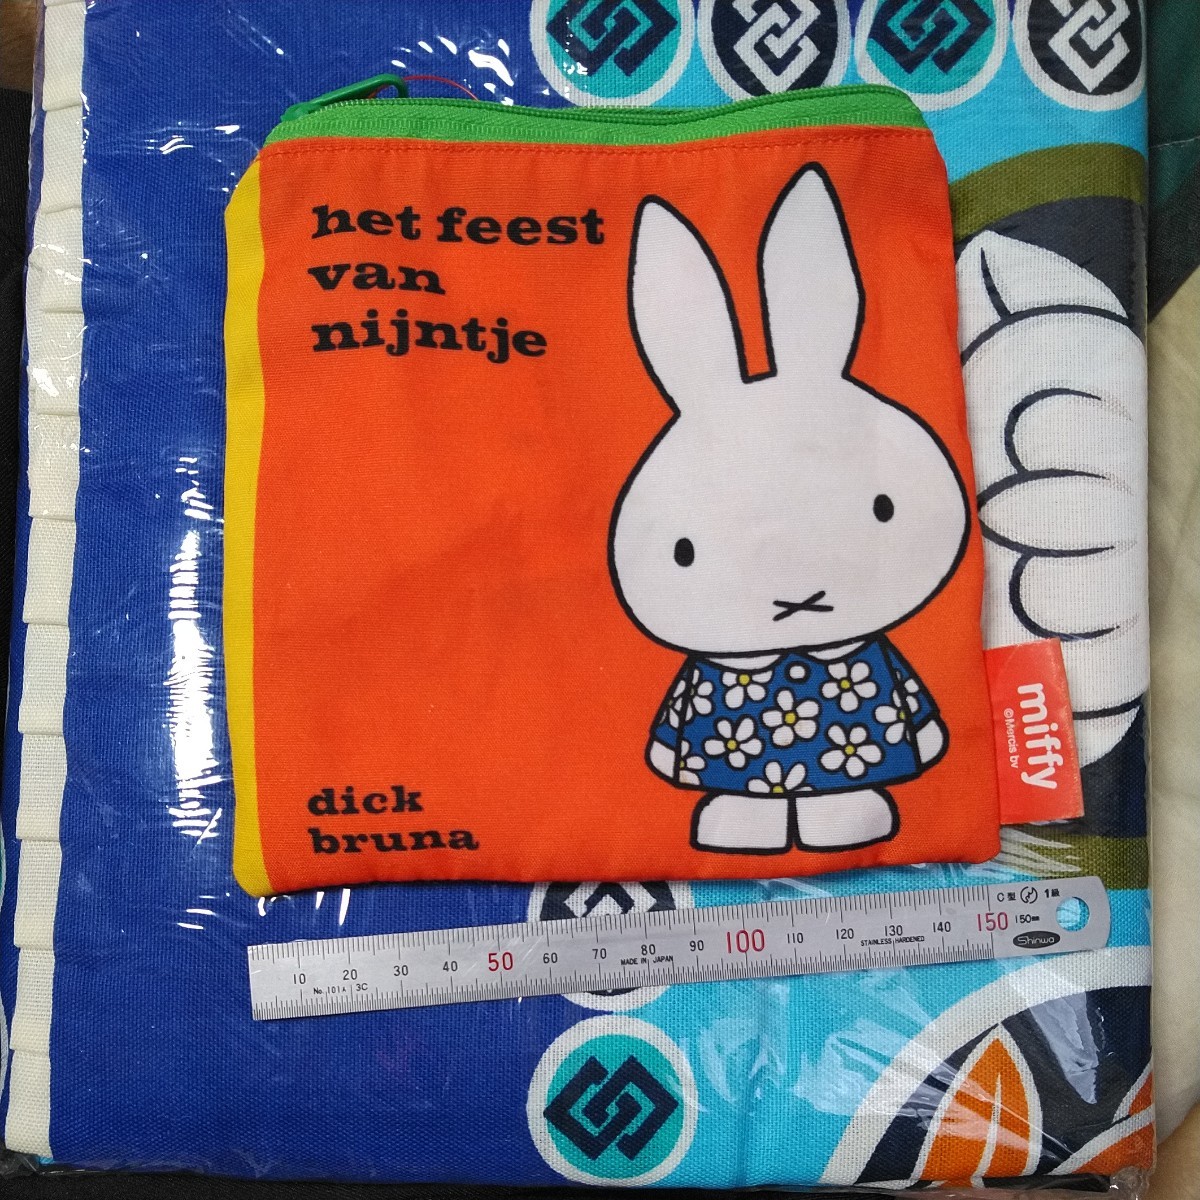 het feest
van
nijntje
dick
bruna
miffy
©Mercis bv
C型 1級
10 20 30 40 50 60 70 80 90 100 110 120 130 140 150 150㎜
No.101A 3C
MADE IN JAPAN
STAINLESS HARDENED
Shinwa